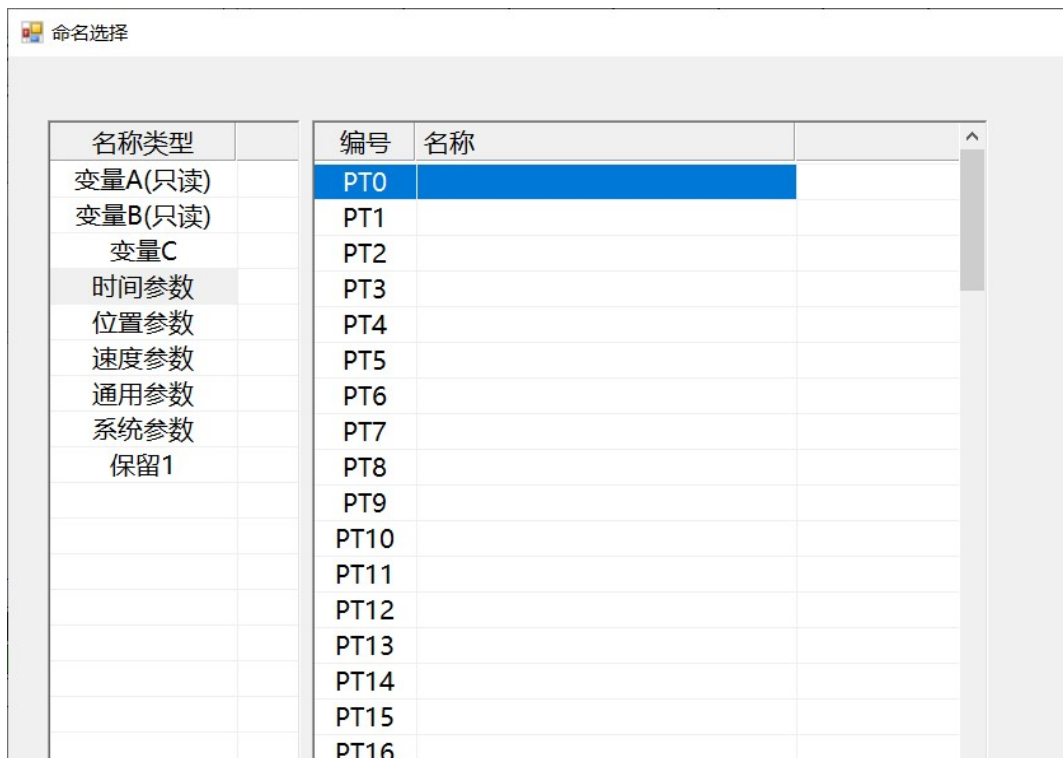 命名选择
名称类型
变量A(只读)
变量B(只读)
变量C
时间参数
位置参数
速度参数
通用参数
系统参数
保留1
编号 名称
PT0
PT1
PT2
PT3
PT4
PT5
PT6
PT7
PT8
PT9
PT10
PT11
PT12
PT13
PT14
PT15
PT16